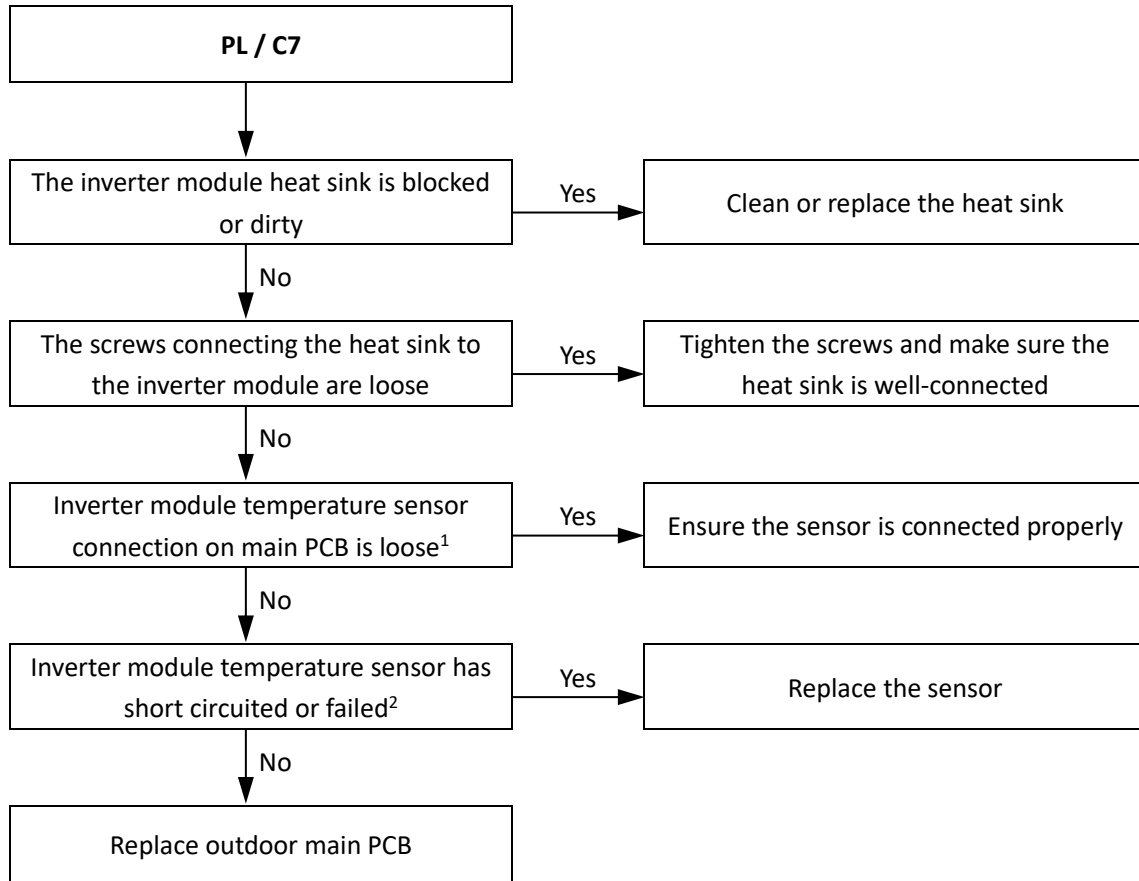 PL / C7
The inverter module heat sink is blocked
or dirty
Yes
Clean or replace the heat sink
No
The screws connecting the heat sink to
the inverter module are loose
Yes
Tighten the screws and make sure the
heat sink is well-connected
No
Inverter module temperature sensor
connection on main PCB is loose¹
Yes
Ensure the sensor is connected properly
No
Inverter module temperature sensor has
short circuited or failed²
Yes
Replace the sensor
No
Replace outdoor main PCB